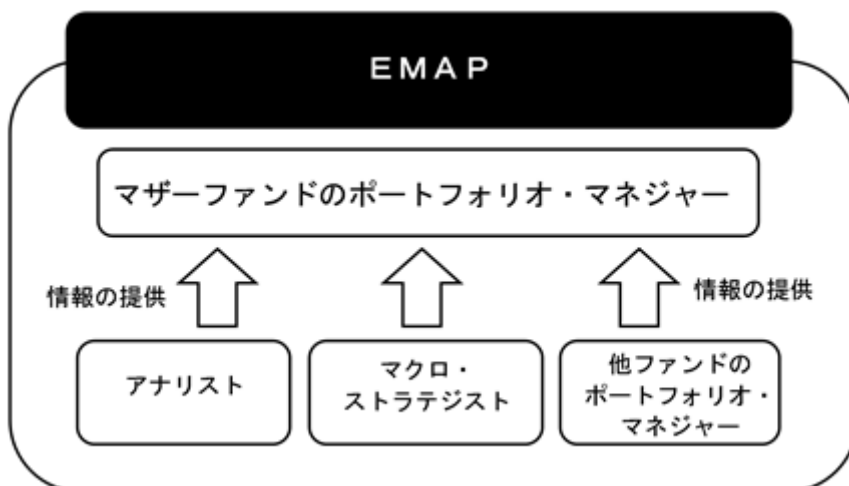 ＥＭＡＰ
マザーファンドのポートフォリオ・マネジャー
情報の提供
情報の提供
アナリスト
マクロ・
ストラテジスト
他ファンドの
ポートフォリオ・
マネジャー